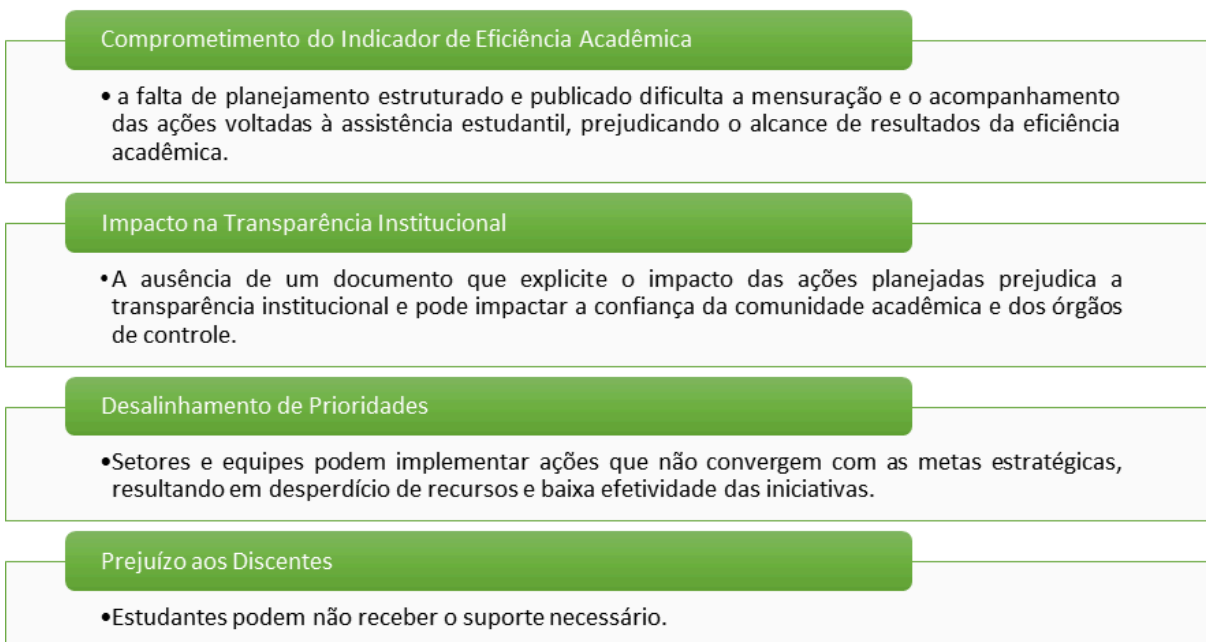 Comprometimento do Indicador de Eficiência Acadêmica
• a falta de planejamento estruturado e publicado dificulta a mensuração e o acompanhamento
das ações voltadas à assistência estudantil, prejudicando o alcance de resultados da eficiência
acadêmica.
Impacto na Transparência Institucional
•A ausência de um documento que explicite o impacto das ações planejadas prejudica a
transparência institucional e pode impactar a confiança da comunidade acadêmica e dos órgãos
de controle.
Desalinhamento de Prioridades
•Setores e equipes podem implementar ações que não convergem com as metas estratégicas,
resultando em desperdício de recursos e baixa efetividade das iniciativas.
Prejuízo aos Discentes
•Estudantes podem não receber o suporte necessário.